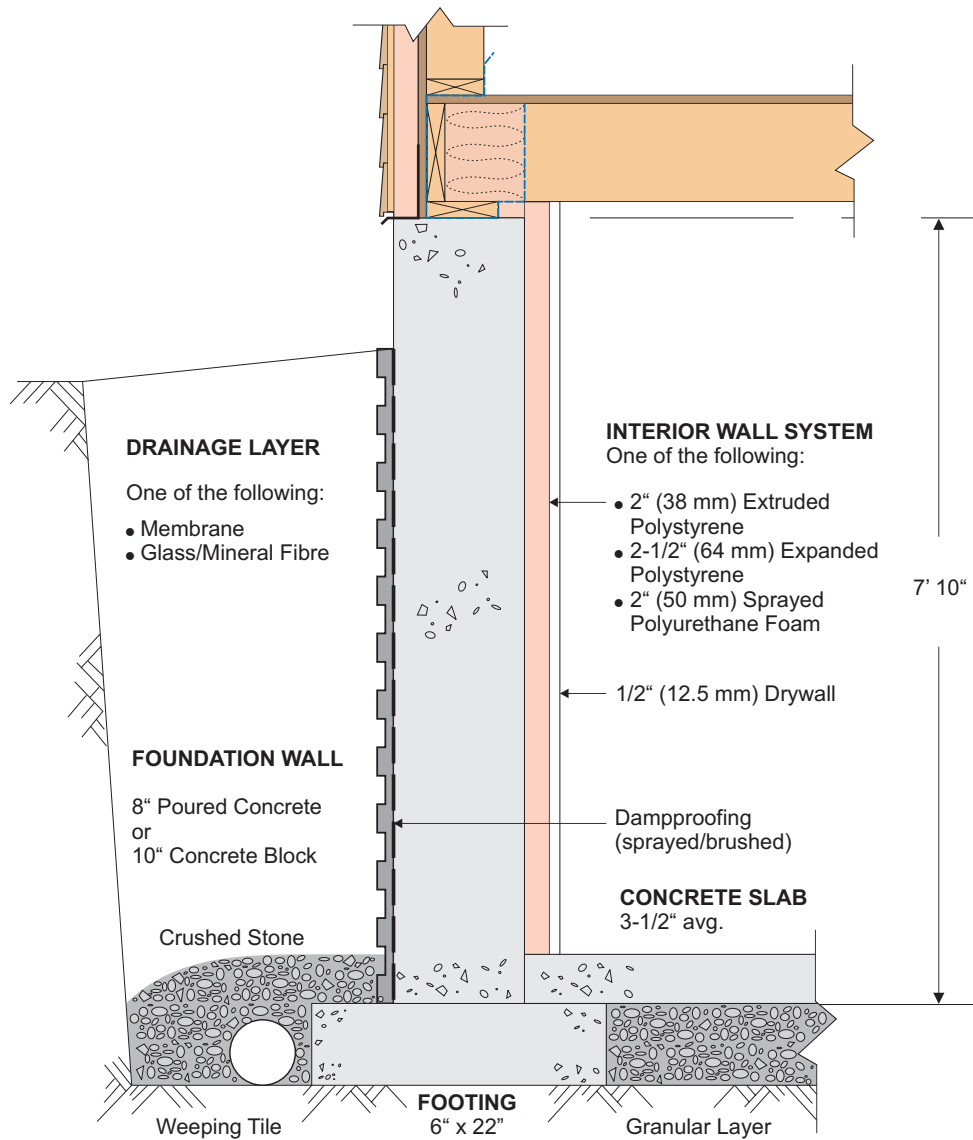 DRAINAGE LAYER
One of the following:
• Membrane
• Glass/Mineral Fibre
FOUNDATION WALL
8“ Poured Concrete
or
10“ Concrete Block
Crushed Stone
Weeping Tile
FOOTING
6“ x 22”
Granular Layer
INTERIOR WALL SYSTEM
One of the following:
• 2“ (38 mm) Extruded
Polystyrene
• 2-1/2“ (64 mm) Expanded
Polystyrene
• 2“ (50 mm) Sprayed
Polyurethane Foam
7’ 10“
1/2“ (12.5 mm) Drywall
Dampproofing
(sprayed/brushed)
CONCRETE SLAB
3-1/2“ avg.